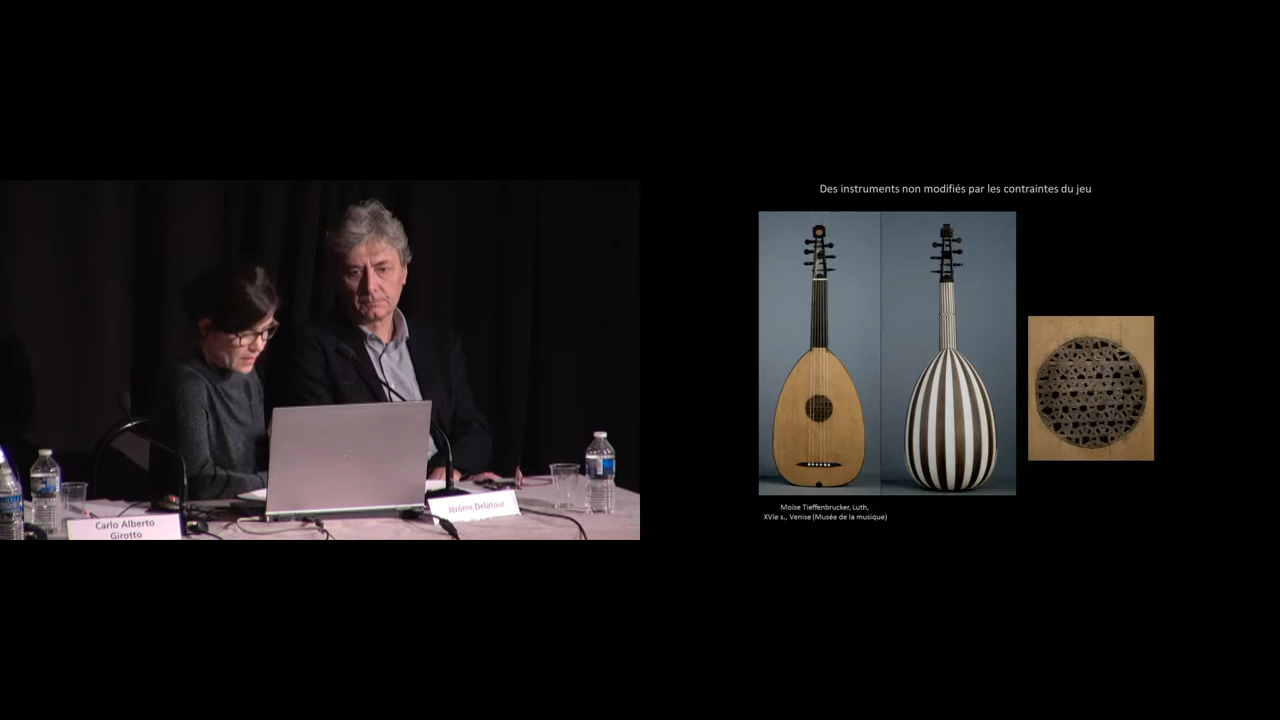 Des instruments non modifiés par les contraintes du jeu
Moïse Tieffenbrucker, Luth,
XVIe s., Venise (Musée de la musique)
Carlo Alberto
Girotto
Jérôme Delatour